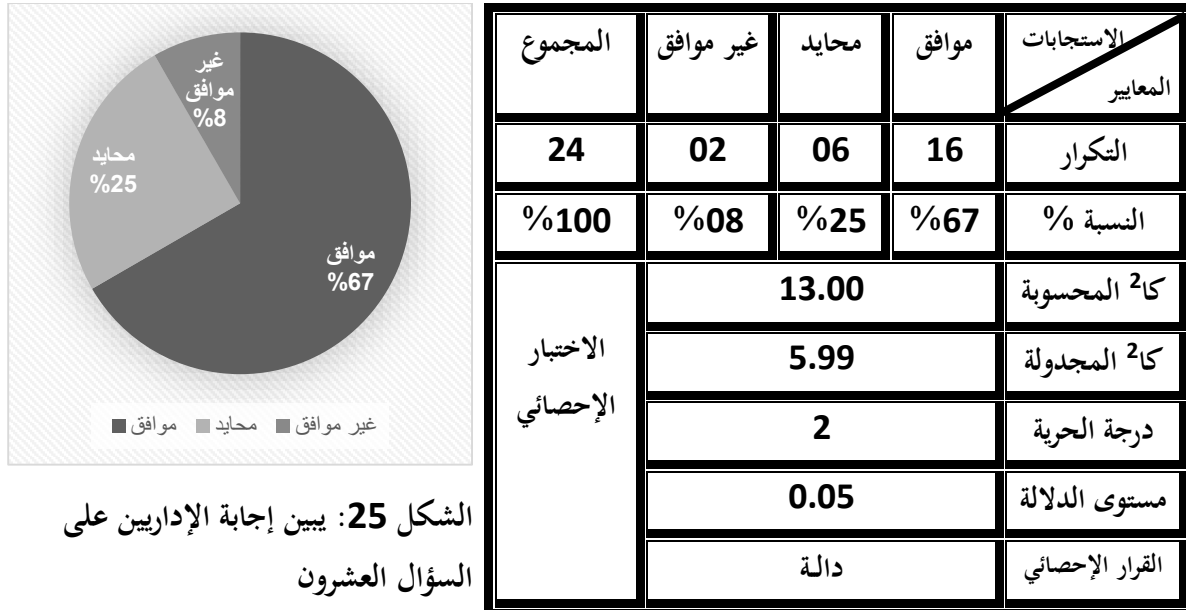 الاستجابات
المعايير
موافق
محايد
غير موافق
المجموع
التكرار
16
06
02
24
النسبة %
%67
%25
%08
%100
كا2 المحسوبة
13.00
الاختبار
الإحصائي
كا2 المجدولة
5.99
درجة الحرية
2
مستوى الدلالة
0.05
القرار الإحصائي
دالة
غير
موافق
%8
محايد
%25
موافق
%67
موافق محايد غير موافق
الشكل 25: يبين إجابة الإداريين على
السؤال العشرون